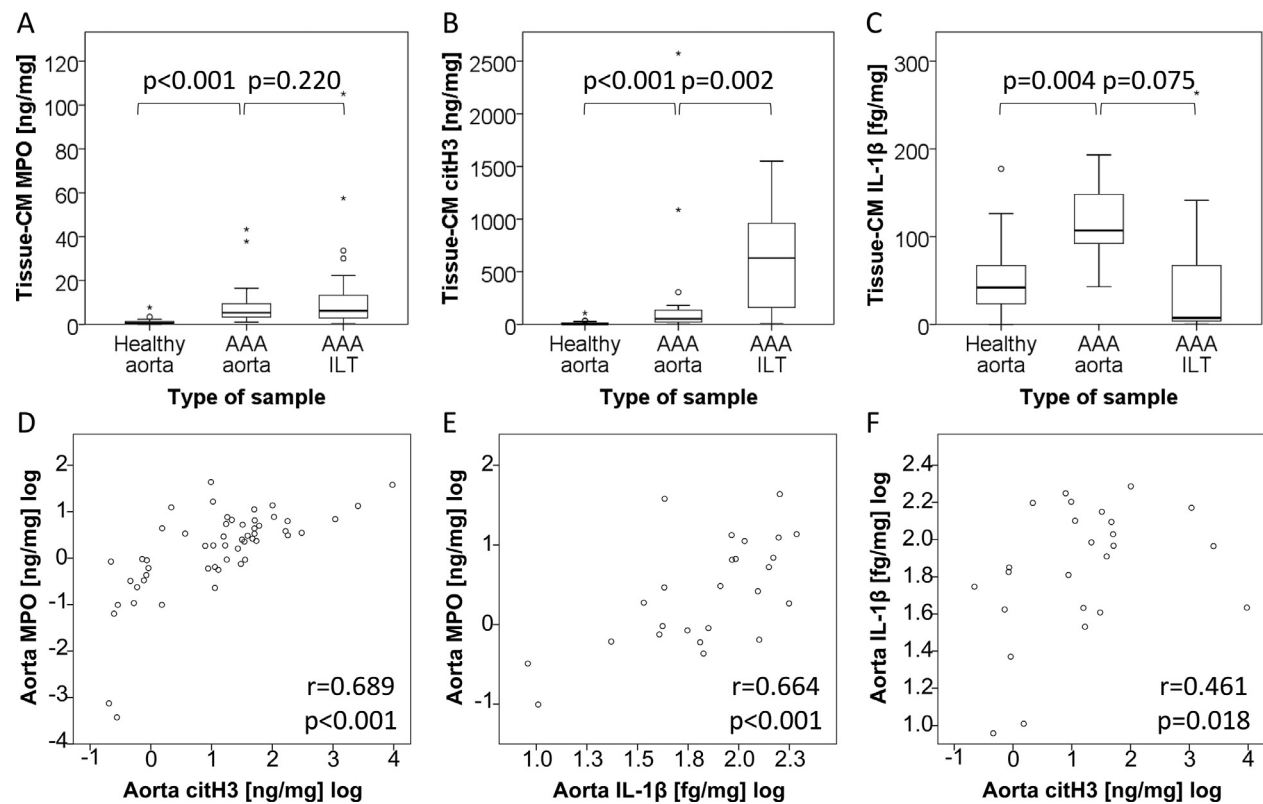 A
Tissue-CM MPO [ng/mg]
120
100
80
60
40
20
0
p<0.001 p=0.220
Healthy aorta
AAA aorta
AAA ILT
Type of sample
B
Tissue-CM citH3 [ng/mg]
2500
2000
1500
1000
500
0
p<0.001 p=0.002
Healthy aorta
AAA aorta
AAA ILT
Type of sample
C
Tissue-CM IL-1β [fg/mg]
300
200
100
0
p=0.004 p=0.075
Healthy aorta
AAA aorta
AAA ILT
Type of sample
D
Aorta MPO [ng/mg] log
2
1
0
-1
-2
-3
-4
r=0.689
p<0.001
-1 0 1 2 3 4
Aorta citH3 [ng/mg] log
E
Aorta MPO [ng/mg] log
2
1
0
-1
r=0.664
p<0.001
1.0 1.3 1.5 1.8 2.0 2.3
Aorta IL-1β [fg/mg] log
F
Aorta IL-1β [fg/mg] log
2.4
2.2
2.0
1.8
1.6
1.4
1.2
1.0
r=0.461
p=0.018
-1 0 1 2 3 4
Aorta citH3 [ng/mg] log